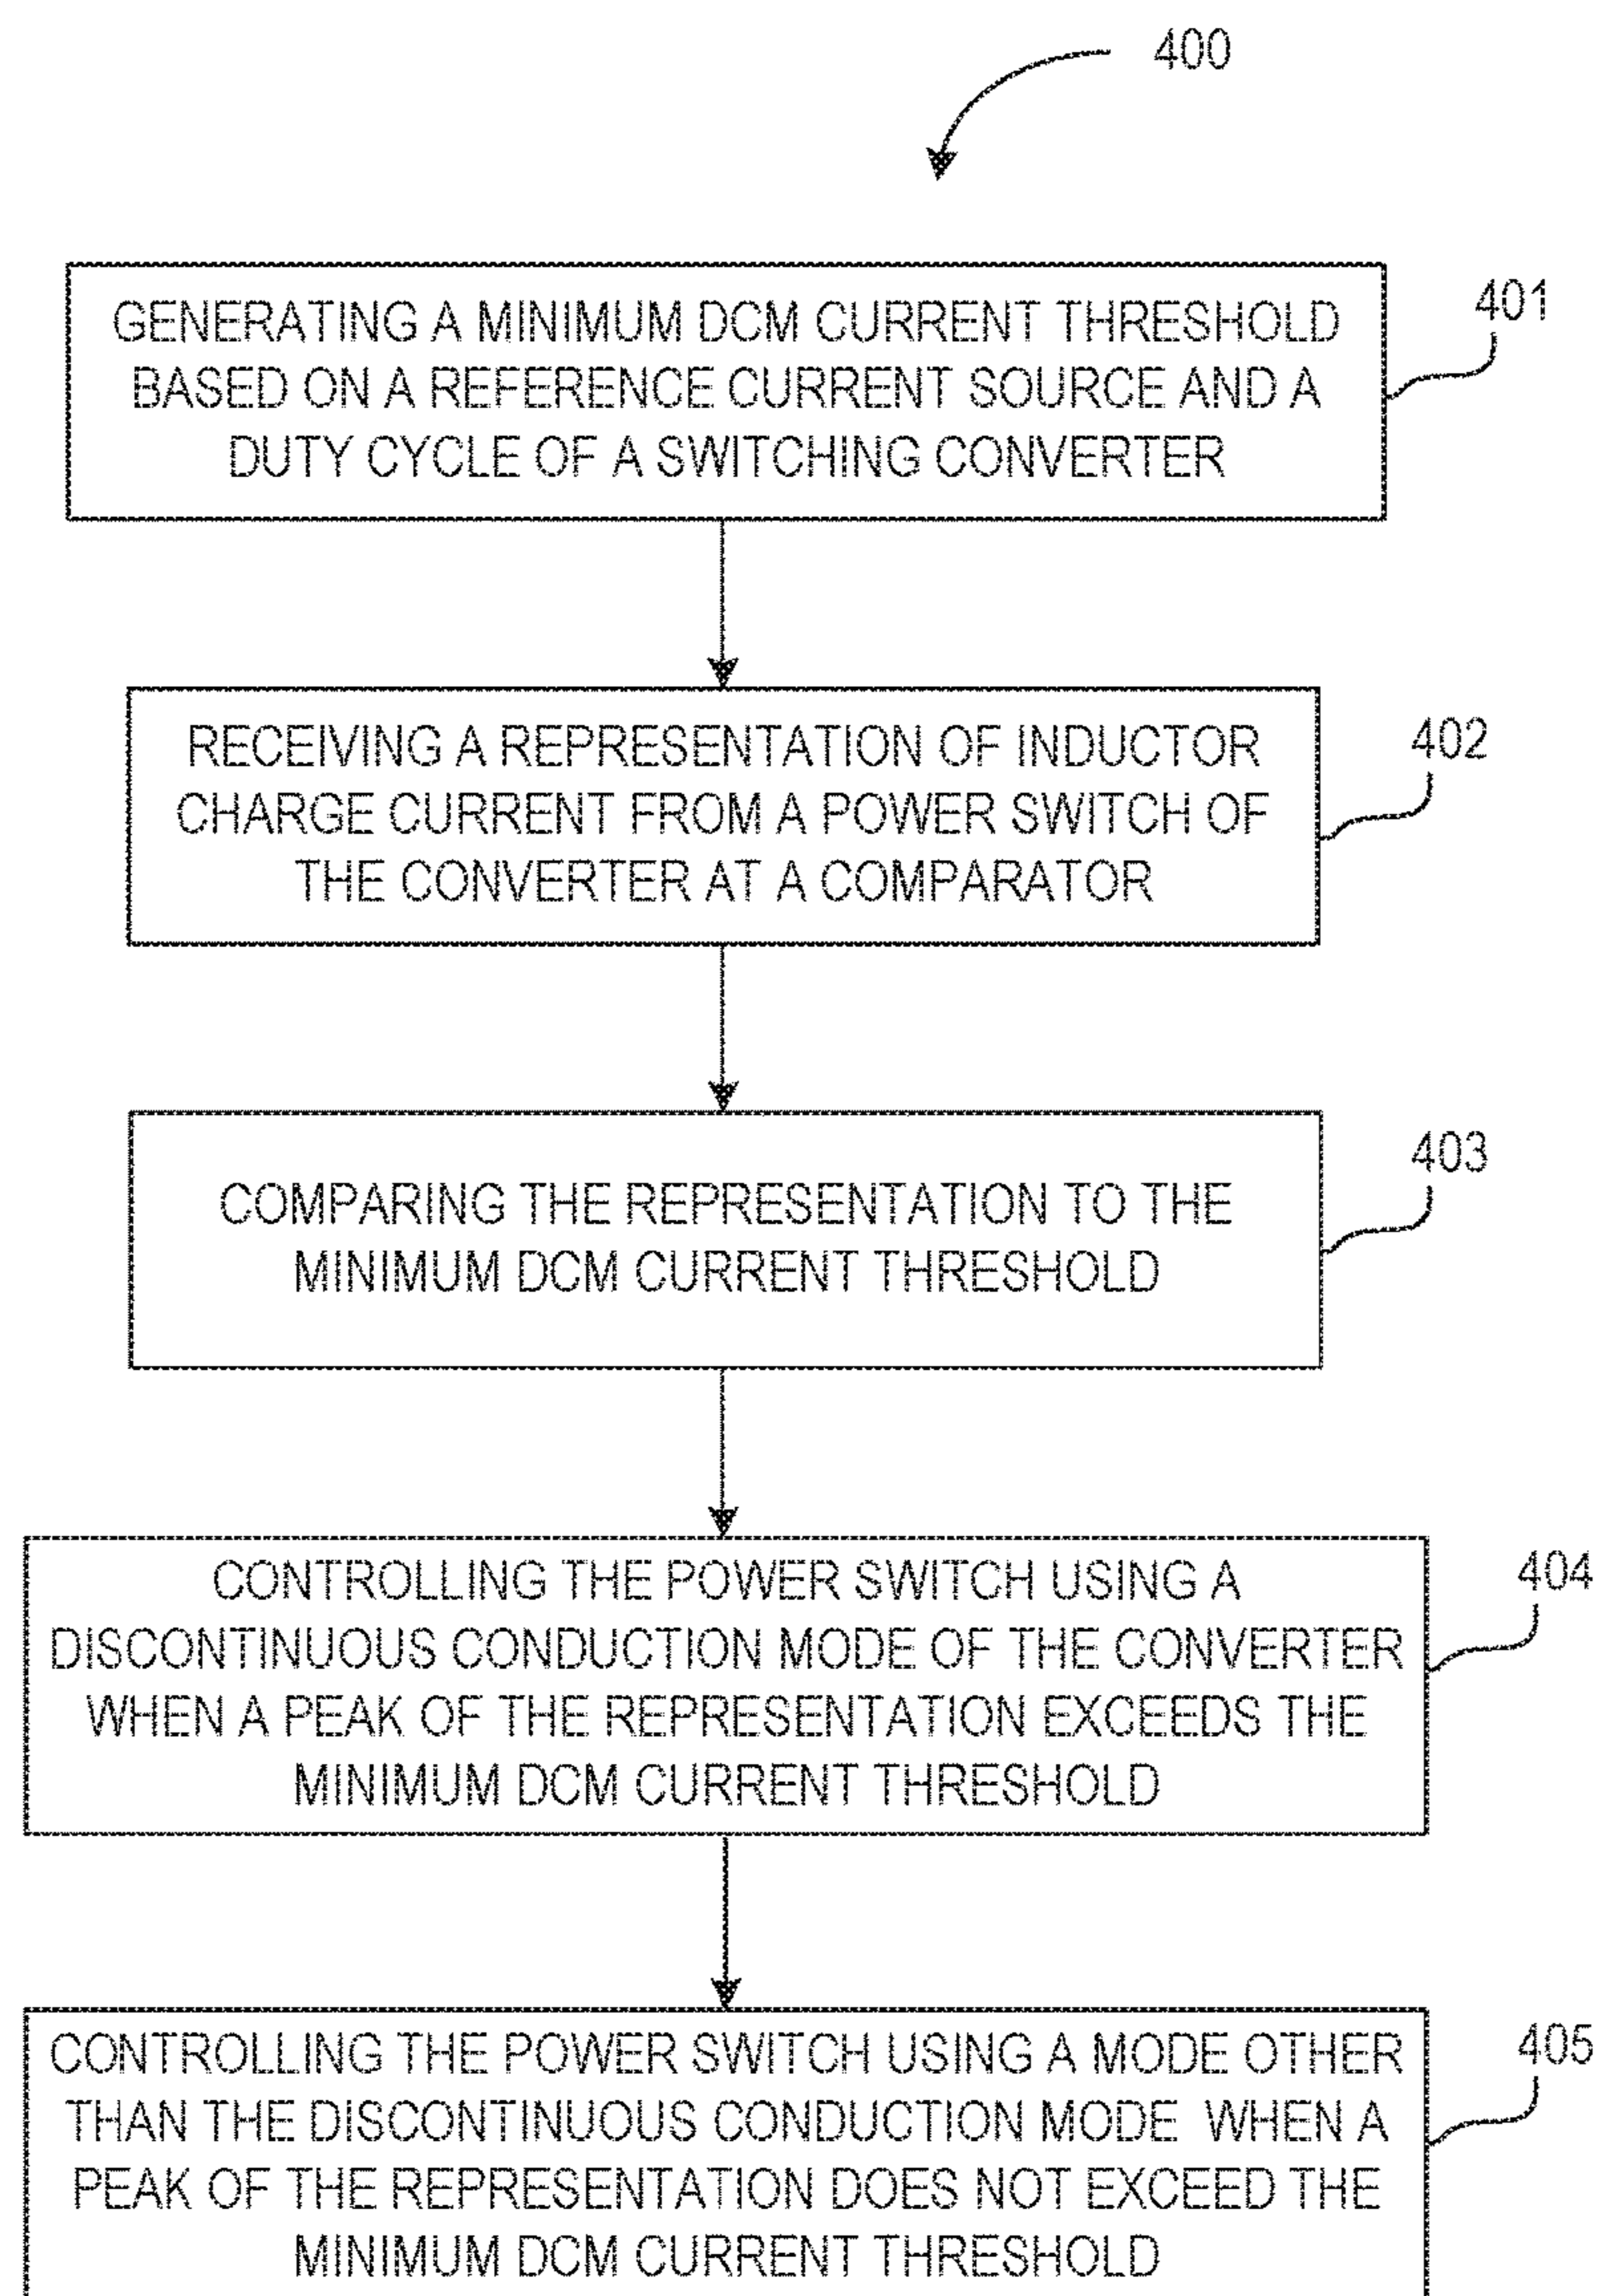 400
GENERATING A MINIMUM DCM CURRENT THRESHOLD
BASED ON A REFERENCE CURRENT SOURCE AND A
DUTY CYCLE OF A SWITCHING CONVERTER
401
RECEIVING A REPRESENTATION OF INDUCTOR
CHARGE CURRENT FROM A POWER SWITCH OF
THE CONVERTER AT A COMPARATOR
402
COMPARING THE REPRESENTATION TO THE
MINIMUM DCM CURRENT THRESHOLD
403
CONTROLLING THE POWER SWITCH USING A
DISCONTINUOUS CONDUCTION MODE OF THE CONVERTER
WHEN A PEAK OF THE REPRESENTATION EXCEEDS THE
MINIMUM DCM CURRENT THRESHOLD
404
CONTROLLING THE POWER SWITCH USING A MODE OTHER
THAN THE DISCONTINUOUS CONDUCTION MODE WHEN A
PEAK OF THE REPRESENTATION DOES NOT EXCEED THE
MINIMUM DCM CURRENT THRESHOLD
405